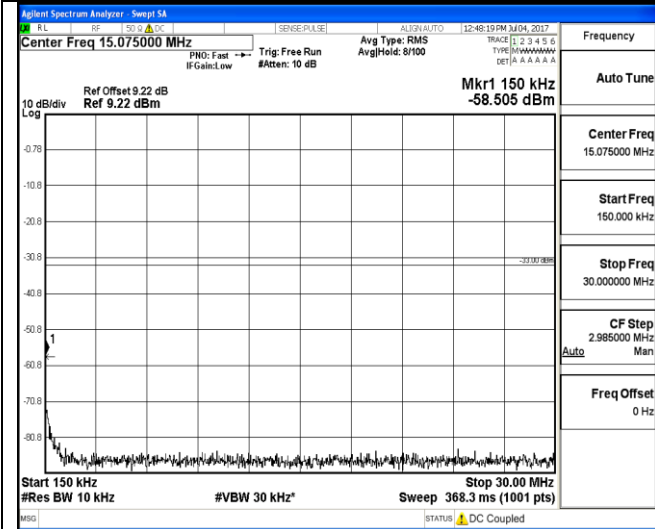 Agilent Spectrum Analyzer - Swept SA
RL RF 50 Ω DC SENSE:PULSE ALIGN AUTO 12:48:19 PM Jul 04, 2017
Center Freq 15.075000 MHz
PNO: Fast
IFGain:Low
Trig: Free Run
#Atten: 10 dB
Avg Type: RMS
Avg|Hold: 8/100
TRACE 1 2 3 4 5 6
TYPE MWWWWW
DET A A A A A A
Frequency
Auto Tune
Mkr1 150 kHz
-58.505 dBm
Ref Offset 9.22 dB
10 dB/div Ref 9.22 dBm
Log
-0.78
-10.8
-20.8
-30.8
-33.00 dBm
-40.8
-50.8
1
-60.8
-70.8
-80.8
Center Freq
15.075000 MHz
Start Freq
150.000 kHz
Stop Freq
30.000000 MHz
CF Step
2.985000 MHz
Auto Man
Freq Offset
0 Hz
Start 150 kHz Stop 30.00 MHz
#Res BW 10 kHz #VBW 30 kHz* Sweep 368.3 ms (1001 pts)
MSG STATUS DC Coupled